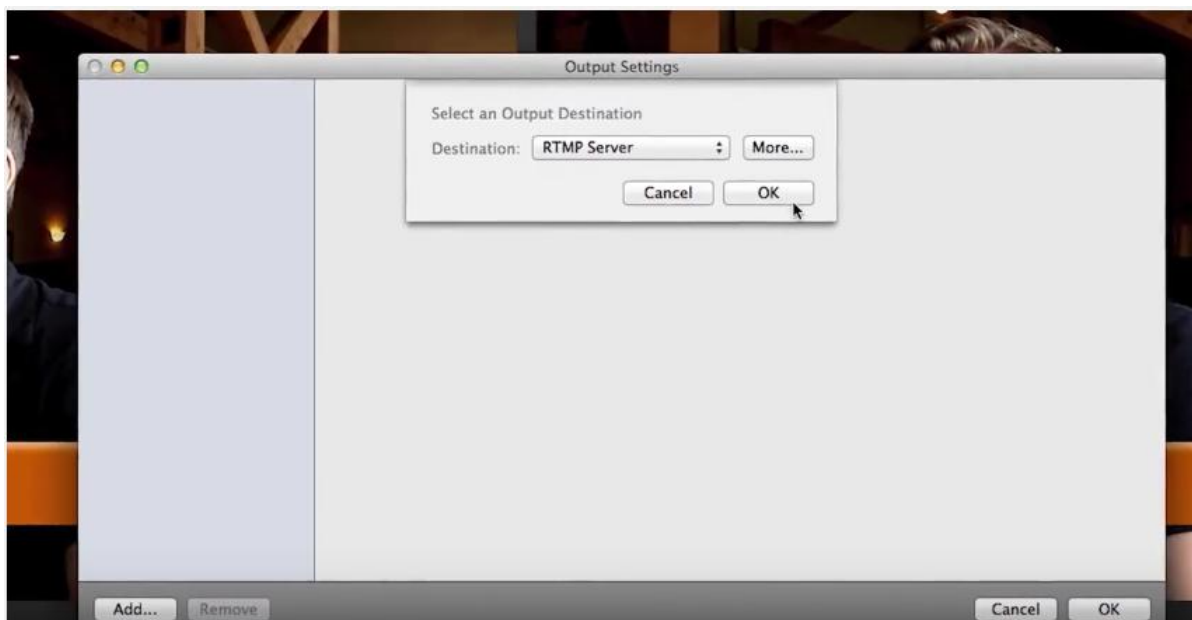 Output Settings
Select an Output Destination
Destination: RTMP Server More...
Cancel OK
Add... Remove Cancel OK